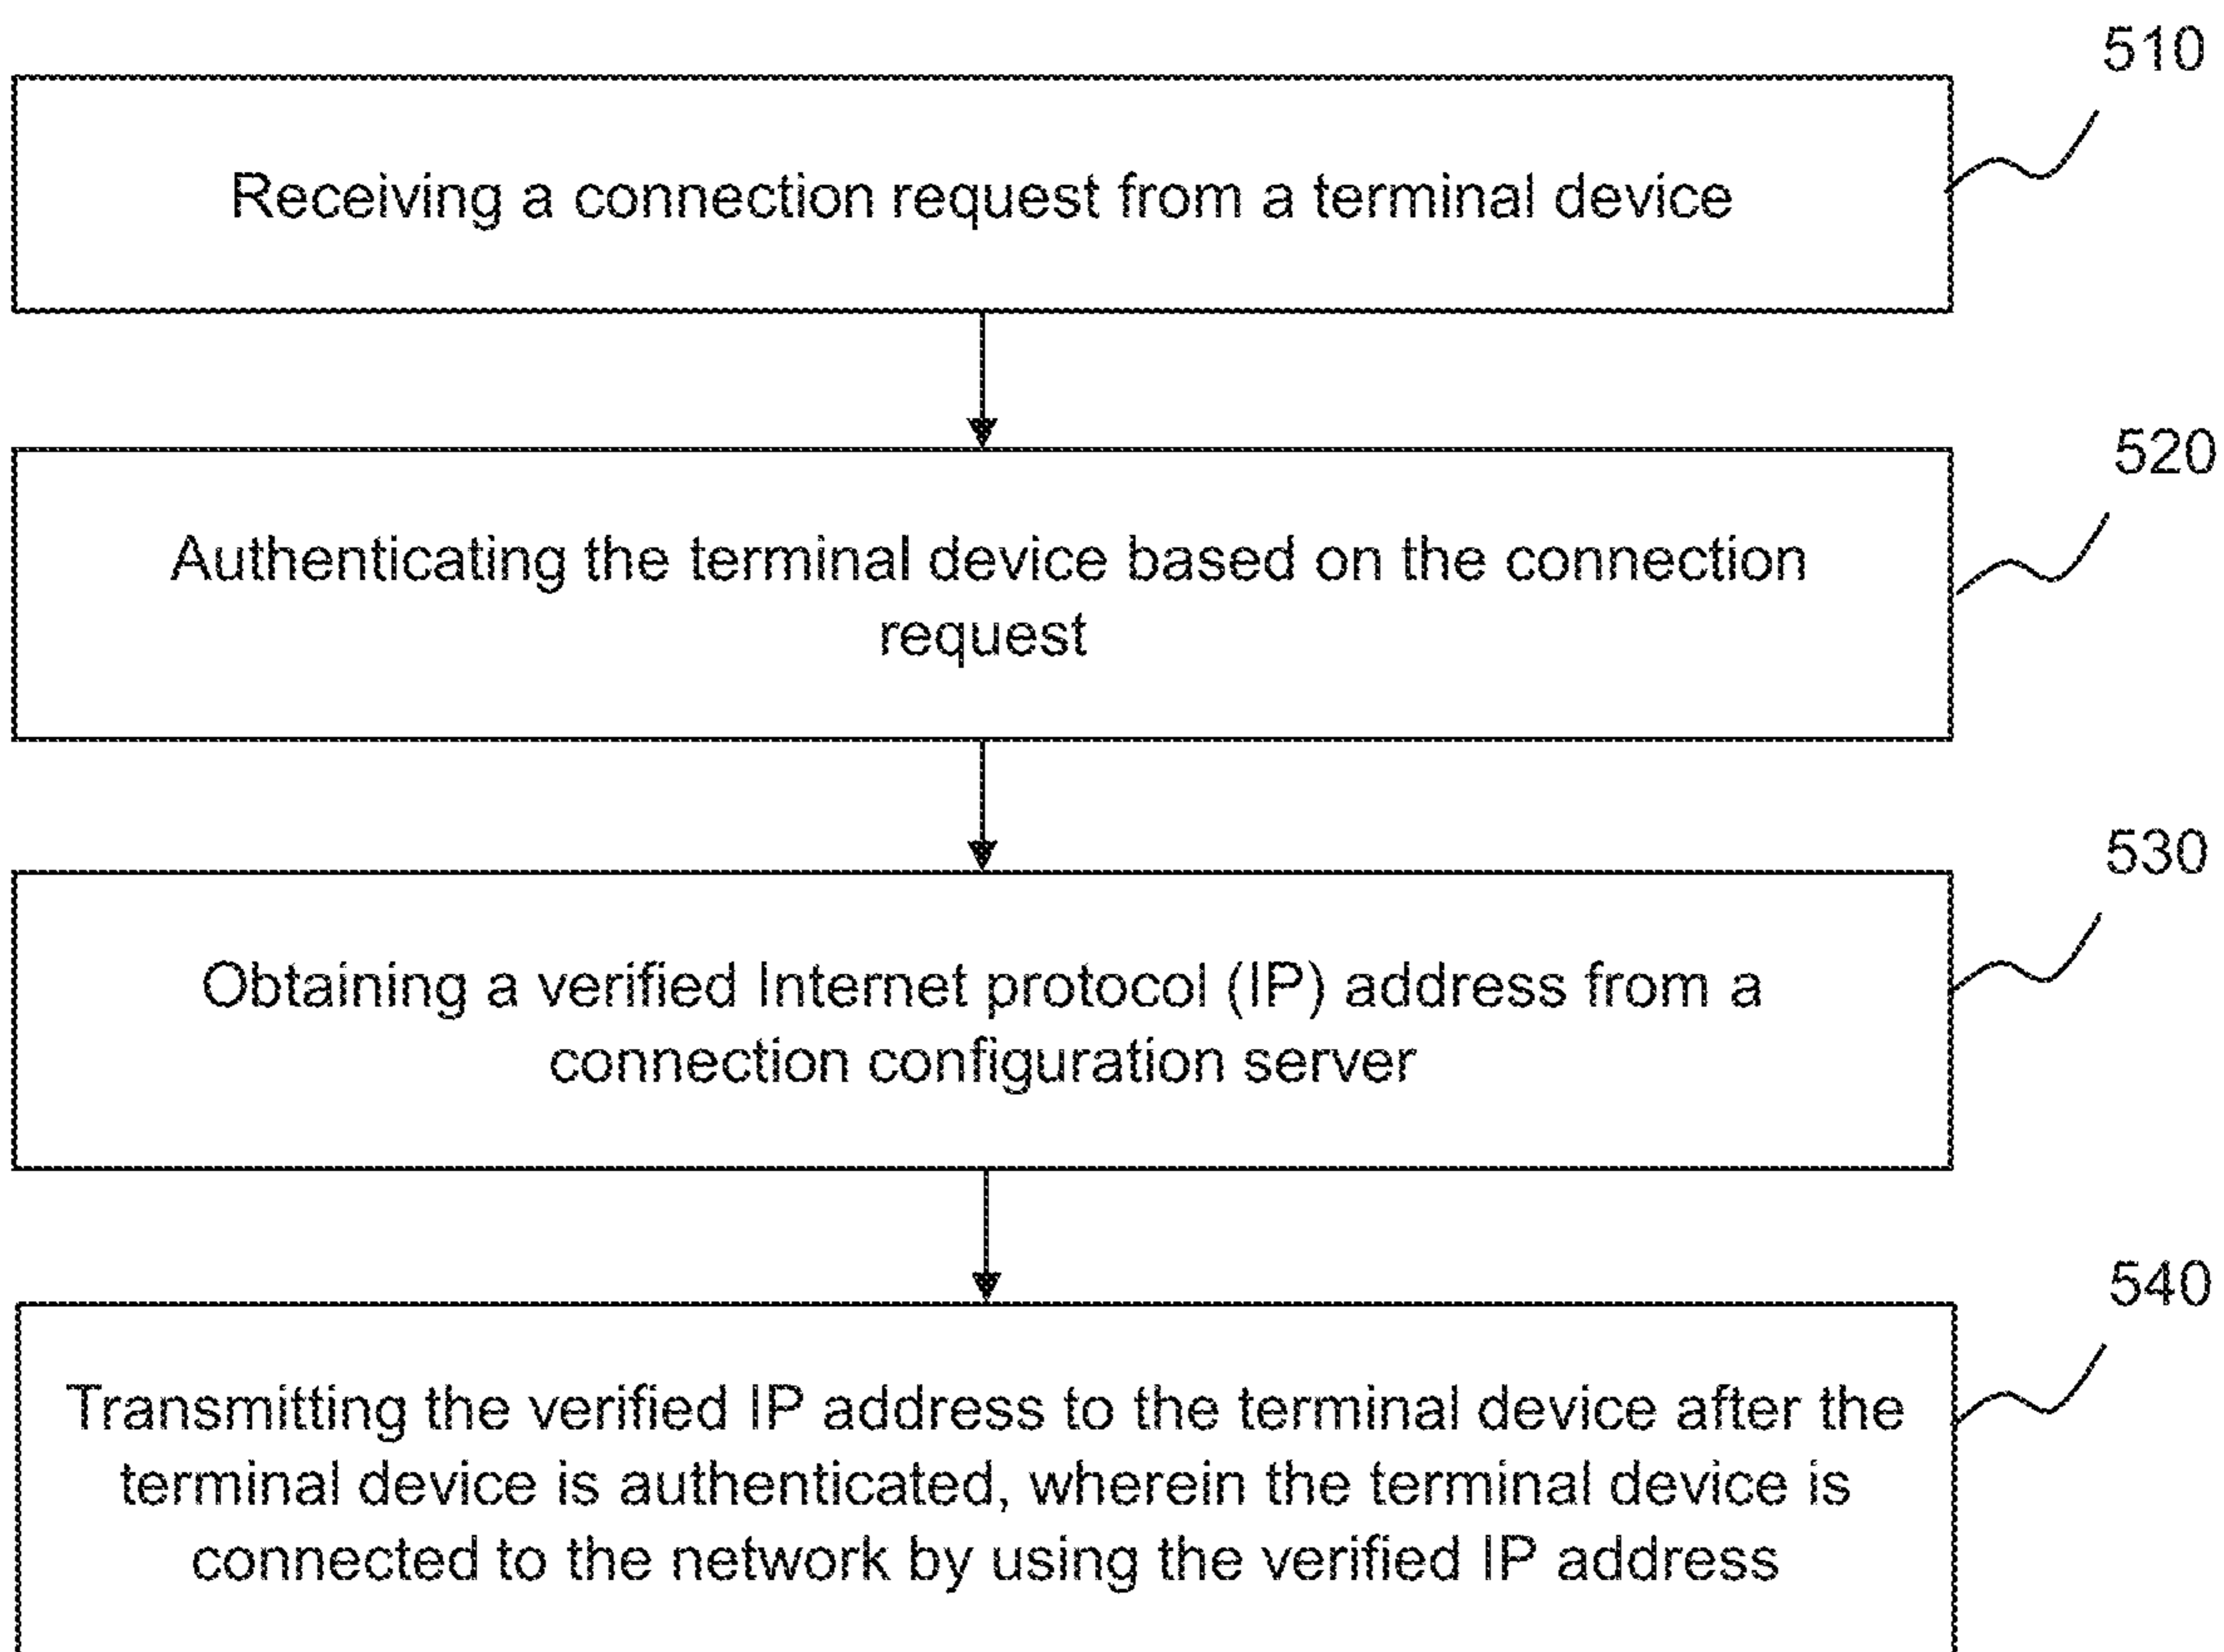 510
Receiving a connection request from a terminal device
520
Authenticating the terminal device based on the connection
request
530
Obtaining a verified Internet protocol (IP) address from a
connection configuration server
540
Transmitting the verified IP address to the terminal device after the
terminal device is authenticated, wherein the terminal device is
connected to the network by using the verified IP address